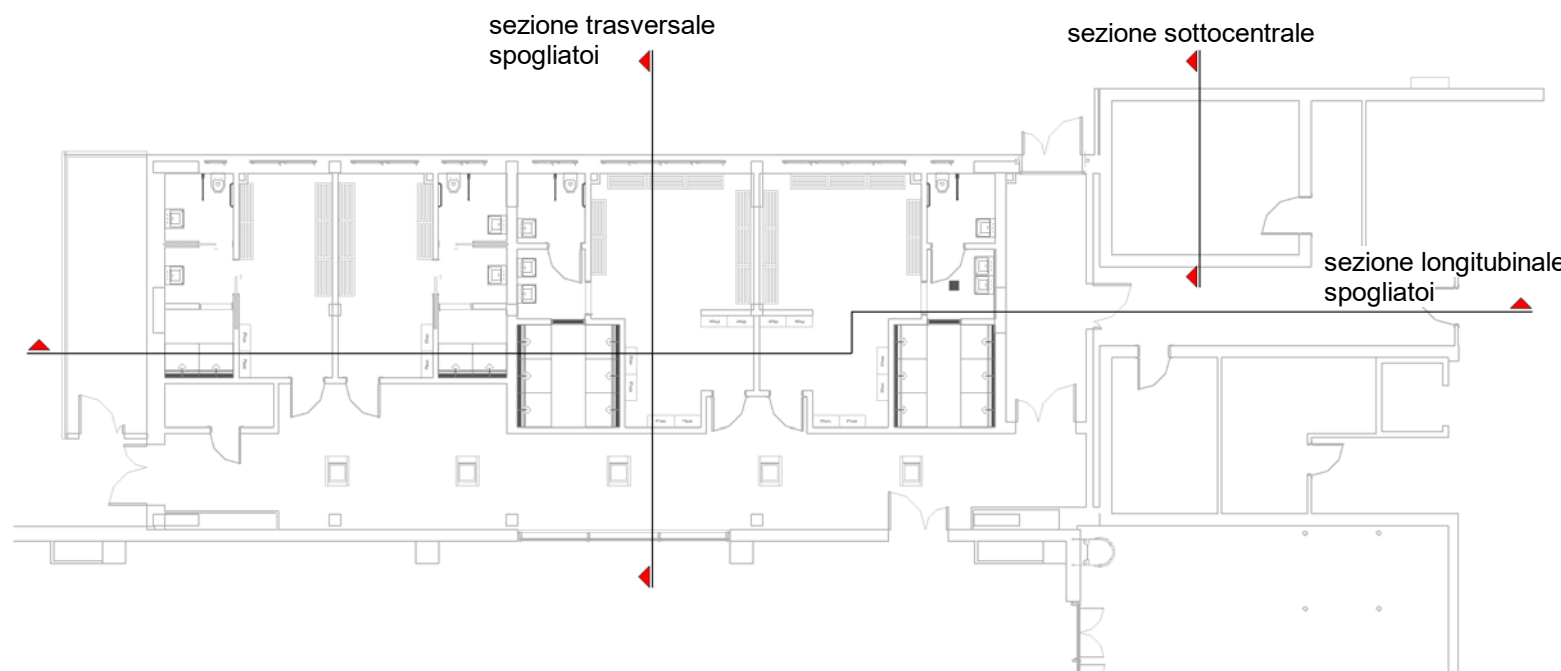 sezione trasversale
spogliatoi
sezione sottocentrale
sezione longitubinale
spogliatoi